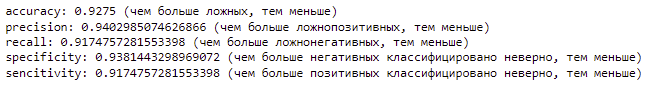 accuracy: 0.9275 (чем больше ложных, тем меньше)
precision: 0.9402985074626866 (чем больше ложнопозитивных, тем меньше)
recall: 0.9174757281553398 (чем больше ложнонегативных, тем меньше)
specificity: 0.9381443298969072 (чем больше негативных классифицировано неверно, тем меньше)
sencitivity: 0.9174757281553398 (чем больше позитивных классифицировано неверно, тем меньше)